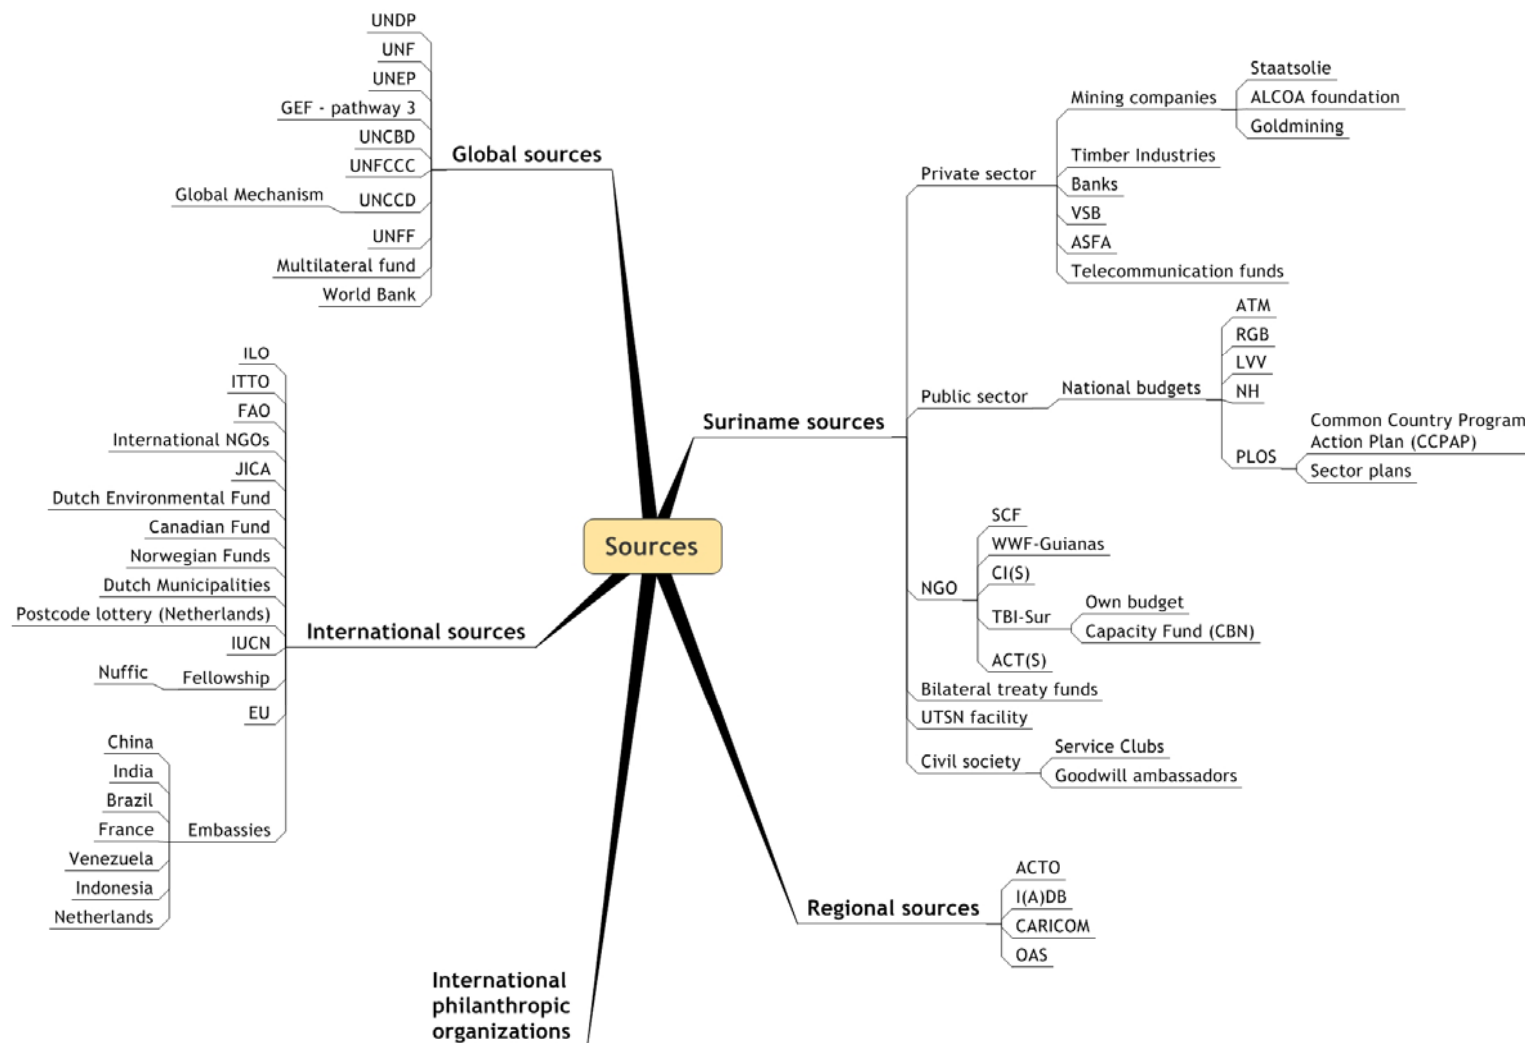 Sources
Global sources
UNDP
UNF
UNEP
GEF - pathway 3
UNCBD
UNFCCC
UNCCD
Global Mechanism
UNFF
Multilateral fund
World Bank
International sources
ILO
ITTO
FAO
International NGOs
JICA
Dutch Environmental Fund
Canadian Fund
Norwegian Funds
Dutch Municipalities
Postcode lottery (Netherlands)
IUCN
Fellowship
Nuffic
EU
Embassies
China
India
Brazil
France
Venezuela
Indonesia
Netherlands
International
philanthropic
organizations
Suriname sources
Private sector
Mining companies
Staatsolie
ALCOA foundation
Goldmining
Timber Industries
Banks
VSB
ASFA
Telecommunication funds
Public sector
National budgets
ATM
RGB
LVV
NH
PLOS
Common Country Program
Action Plan (CCPAP)
Sector plans
NGO
SCF
WWF-Guianas
CI(S)
TBI-Sur
Own budget
Capacity Fund (CBN)
ACT(S)
Bilateral treaty funds
UTSN facility
Civil society
Service Clubs
Goodwill ambassadors
Regional sources
ACTO
I(A)DB
CARICOM
OAS